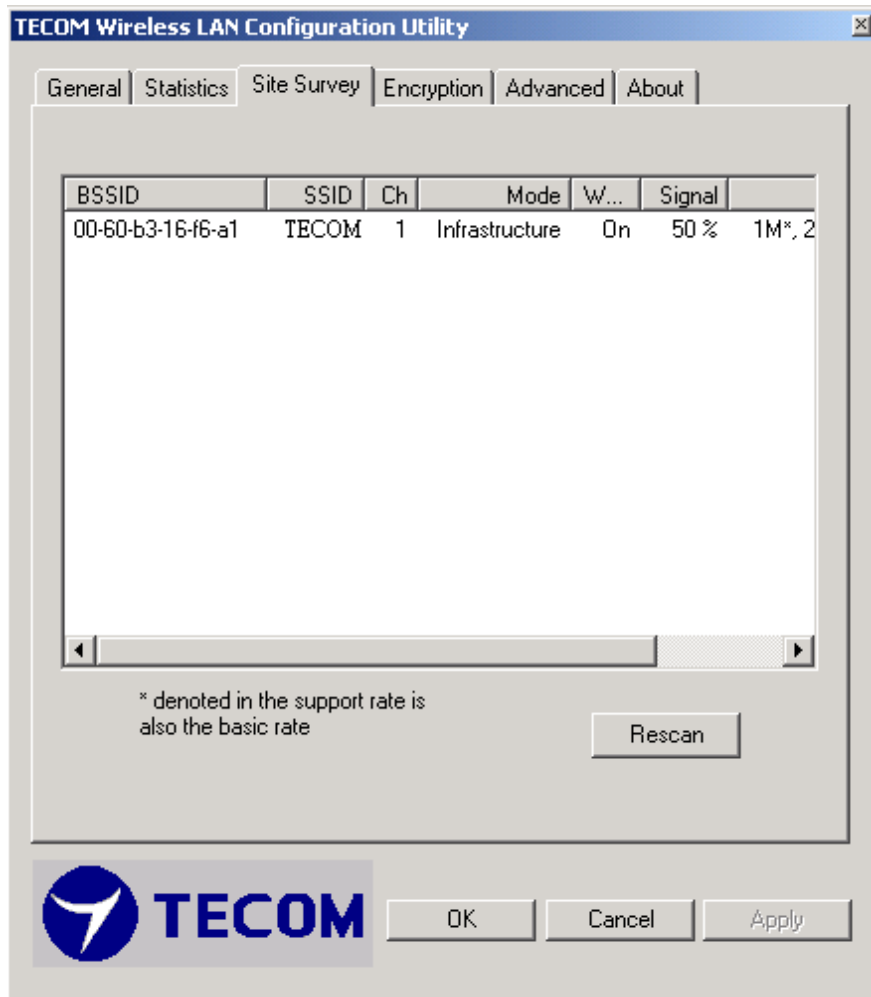 TECOM Wireless LAN Configuration Utility
General Statistics Site Survey Encryption Advanced About
BSSID SSID Ch Mode W... Signal
00-60-b3-16-f6-a1 TECOM 1 Infrastructure On 50 % 1M*, 2
* denoted in the support rate is
also the basic rate
Rescan
TECOM
OK Cancel Apply